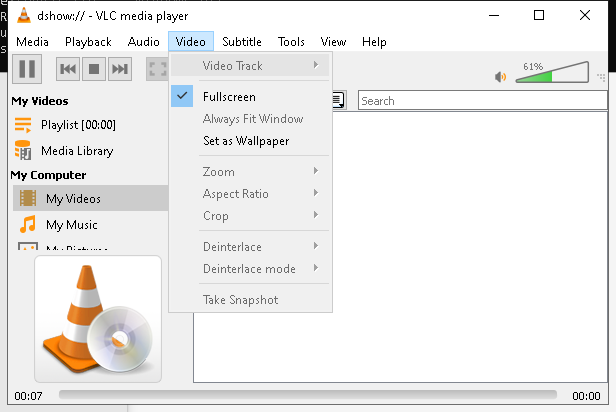 dshow:// - VLC media player
Media Playback Audio Video Subtitle Tools View Help
61%
Video Track
Fullscreen
Always Fit Window
Set as Wallpaper
Zoom
Aspect Ratio
Crop
Deinterlace
Deinterlace mode
Take Snapshot
Search
My Videos
Playlist [00:00]
Media Library
My Computer
My Videos
My Music
00:07 00:00